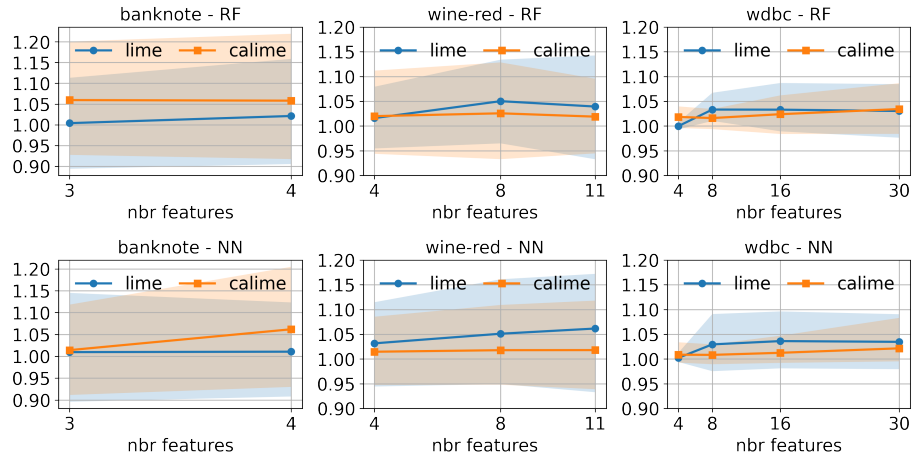 banknote - RF
lime calime
1.20
1.15
1.10
1.05
1.00
0.95
0.90
3 4
nbr features
wine-red - RF
lime calime
1.20
1.15
1.10
1.05
1.00
0.95
0.90
4 8 11
nbr features
wdbc - RF
lime calime
1.20
1.15
1.10
1.05
1.00
0.95
0.90
4 8 16 30
nbr features
banknote - NN
lime calime
1.20
1.15
1.10
1.05
1.00
0.95
0.90
3 4
nbr features
wine-red - NN
lime calime
1.20
1.15
1.10
1.05
1.00
0.95
0.90
4 8 11
nbr features
wdbc - NN
lime calime
1.20
1.15
1.10
1.05
1.00
0.95
0.90
4 8 16 30
nbr features